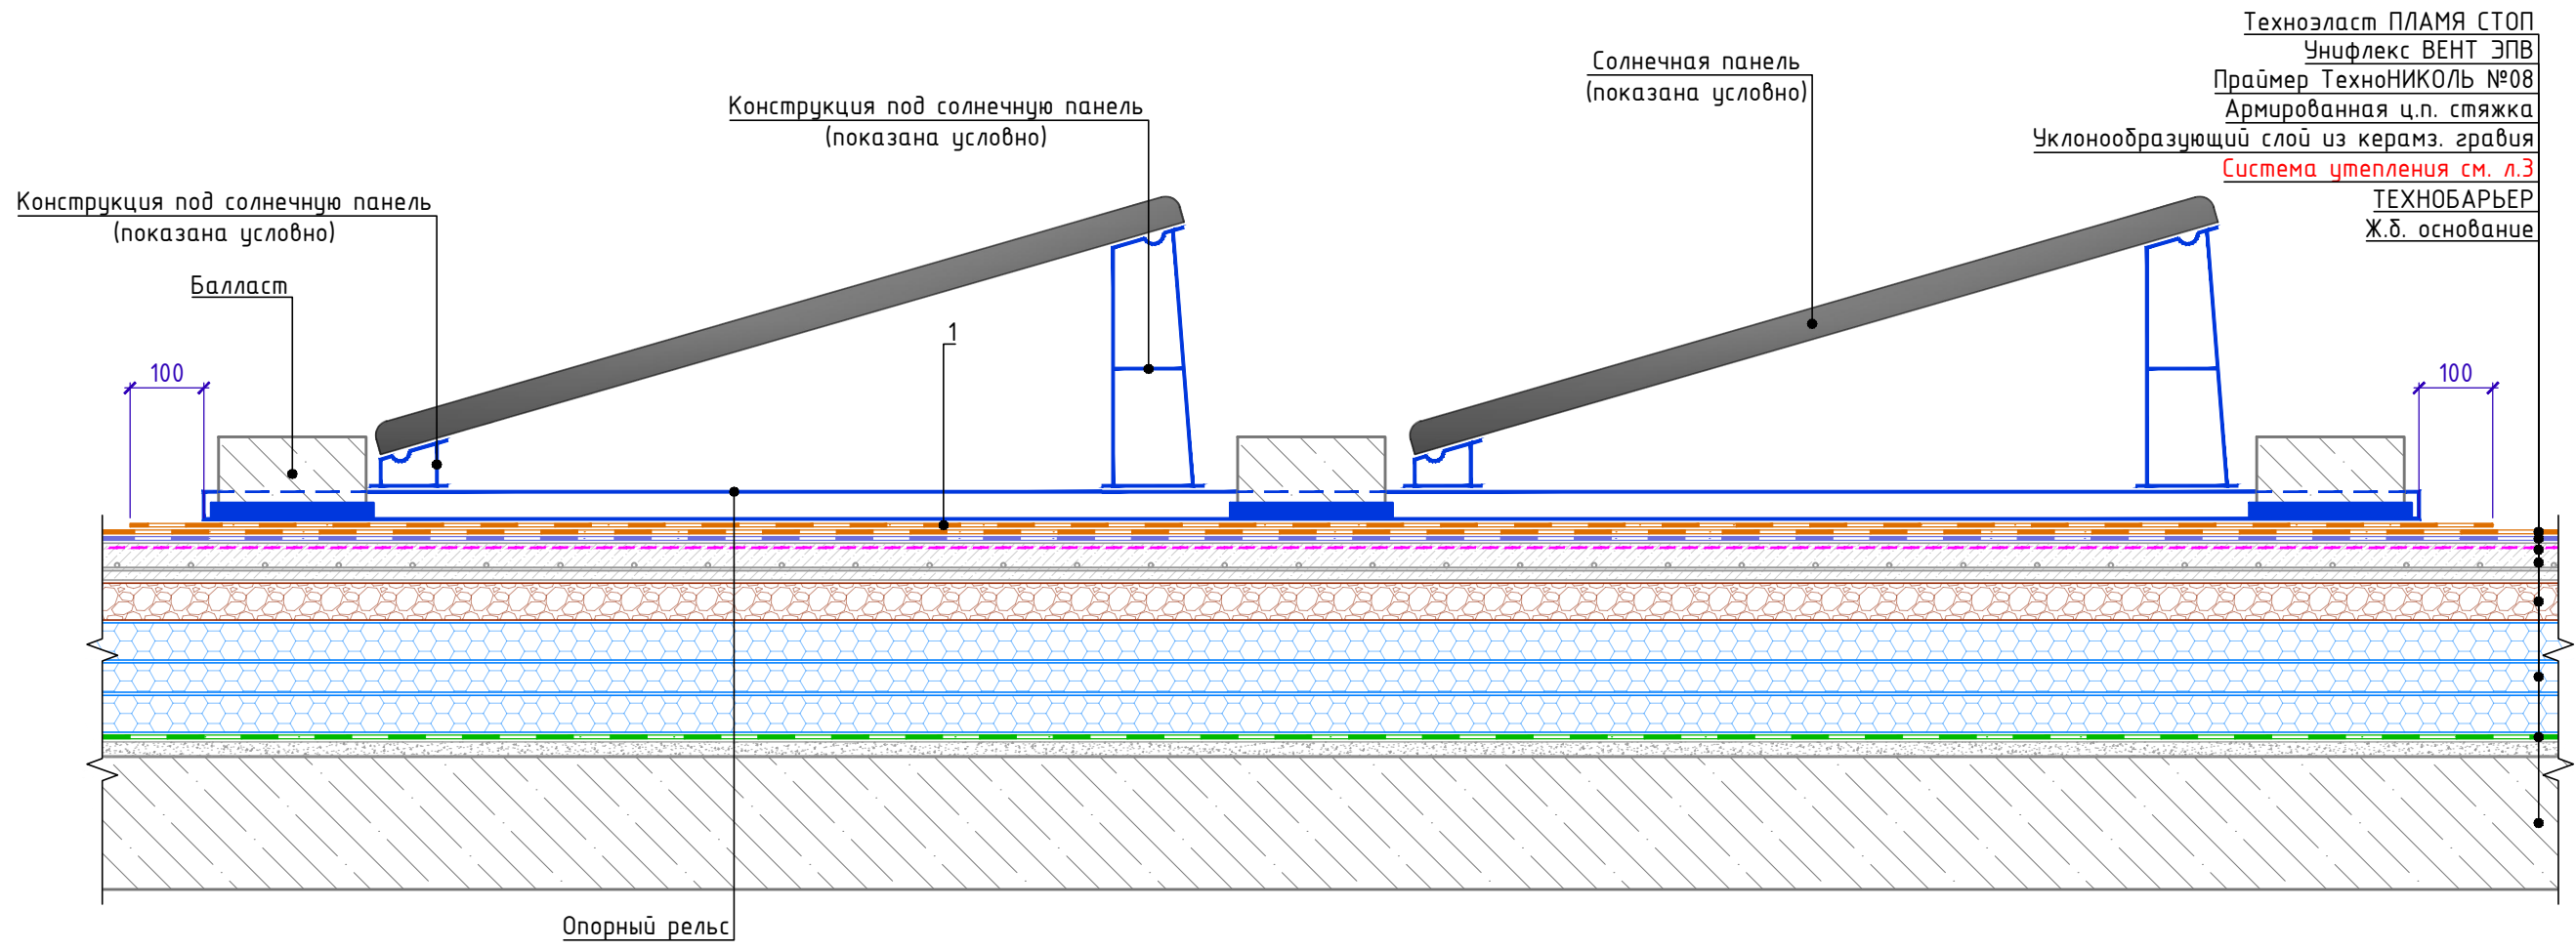 Техноэласт ПЛАМЯ СТОП
Унифлекс ВЕНТ ЭПВ
Праймер ТехноНИКОЛЬ №08
Армированная ц.п. стяжка
Уклонообразующий слой из керамз. гравия
Система утепления см. л.3
ТЕХНОБАРЬЕР
Ж.б. основание
Солнечная панель
(показана условно)
Конструкция под солнечную панель
(показана условно)
Конструкция под солнечную панель
(показана условно)
Балласт
1
100
100
Опорный рельс